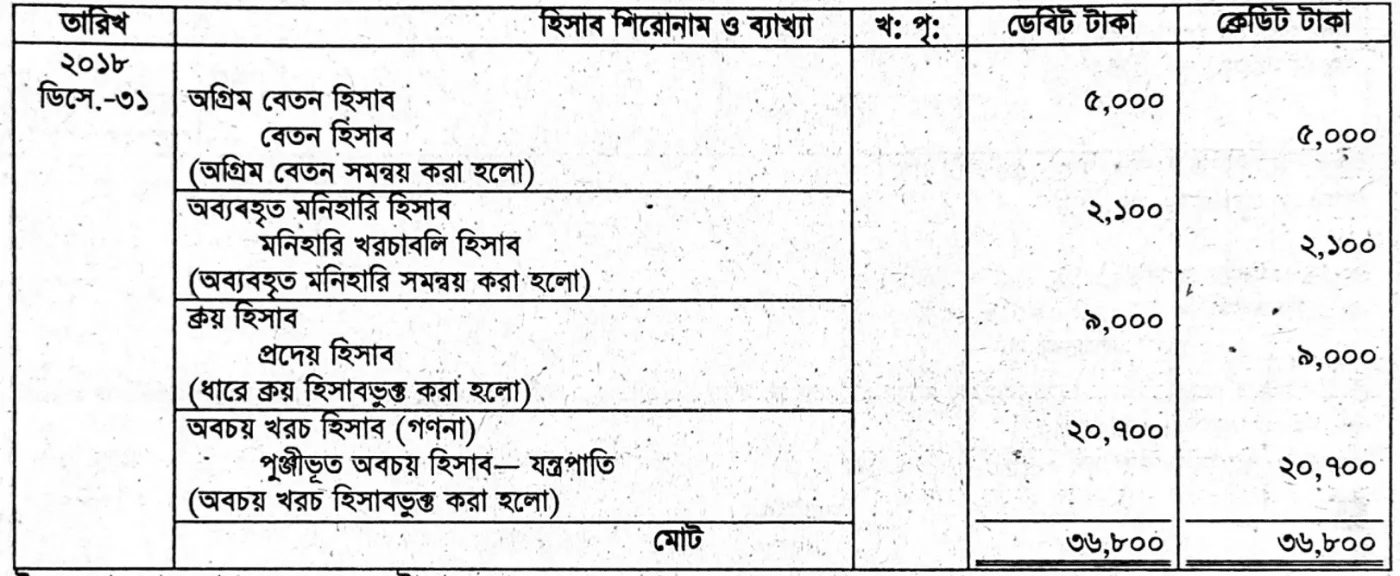 তারিখ হিসাব শিরোনাম ও ব্যাখ্যা খ: পৃ: ডেবিট টাকা ক্রেডিট টাকা
২০১৮
ডিসে.-৩১ অগ্রিম বেতন হিসাব ৫,০০০
বেতন হিসাব ৫,০০০
(অগ্রিম বেতন সমন্বয় করা হলো)
অব্যবহৃত মনিহারি হিসাব ২,১০০
মনিহারি খরচাবলি হিসাব ২,১০০
(অব্যবহৃত মনিহারি সমন্বয় করা হলো)
ক্রয় হিসাব ৯,০০০
প্রদেয় হিসাব ৯,০০০
(ধারে ক্রয় হিসাবভুক্ত করা হলো)
অবচয় খরচ হিসাব (গণনা) ২০,৭০০
পুঞ্জীভূত অবচয় হিসাব— যন্ত্রপাতি ২০,৭০০
(অবচয় খরচ হিসাবভুক্ত করা হলো)
মোট ৩৬,৮০০ ৩৬,৮০০